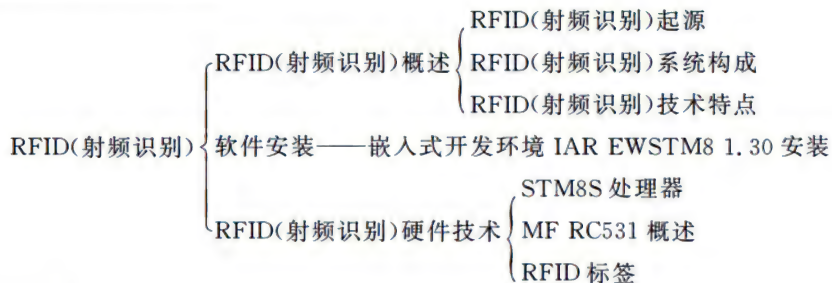 RFID(射频识别)起源
RFID(射频识别)概述
RFID(射频识别)系统构成
RFID(射频识别)技术特点
RFID(射频识别)
软件安装——嵌入式开发环境 IAR EWSTM8 1.30 安装
STM8S 处理器
RFID(射频识别)硬件技术
MF RC531 概述
RFID 标签